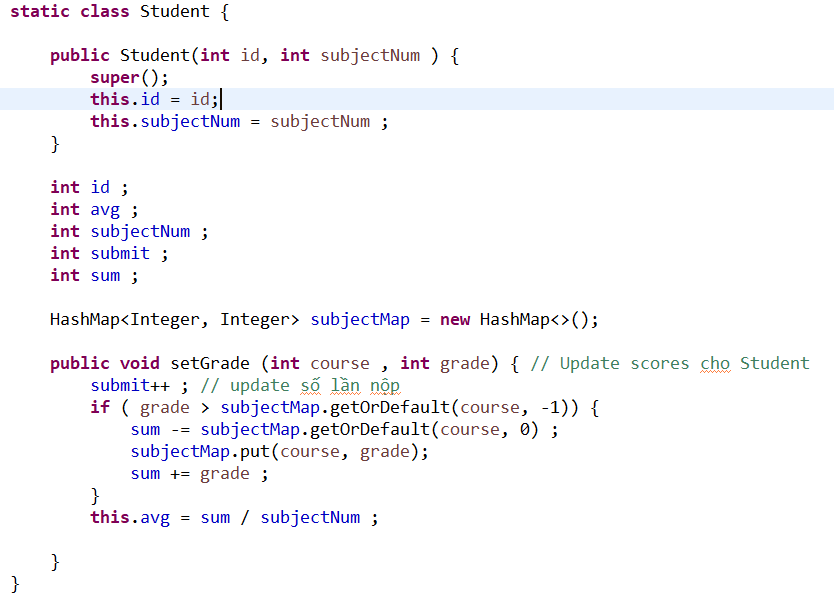 static class Student {
public Student(int id, int subjectNum ) {
super();
this.id = id;
this.subjectNum = subjectNum ;
}
int id ;
int avg ;
int subjectNum ;
int submit ;
int sum ;
HashMap<Integer, Integer> subjectMap = new HashMap<>();
public void setGrade (int course , int grade) { // Update scores cho Student
submit++ ; // update số lần nộp
if ( grade > subjectMap.getOrDefault(course, -1)) {
sum -= subjectMap.getOrDefault(course, 0) ;
subjectMap.put(course, grade);
sum += grade ;
}
this.avg = sum / subjectNum ;
}
}